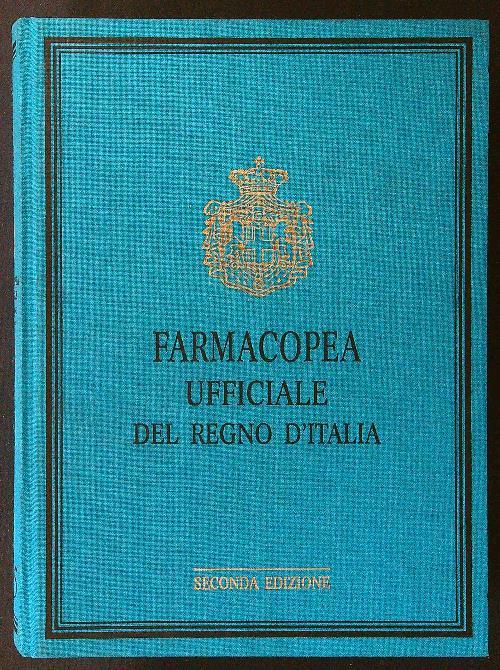 FARMACOPEA
UFFICIALE
DEL REGNO D'ITALIA
SECONDA EDIZIONE